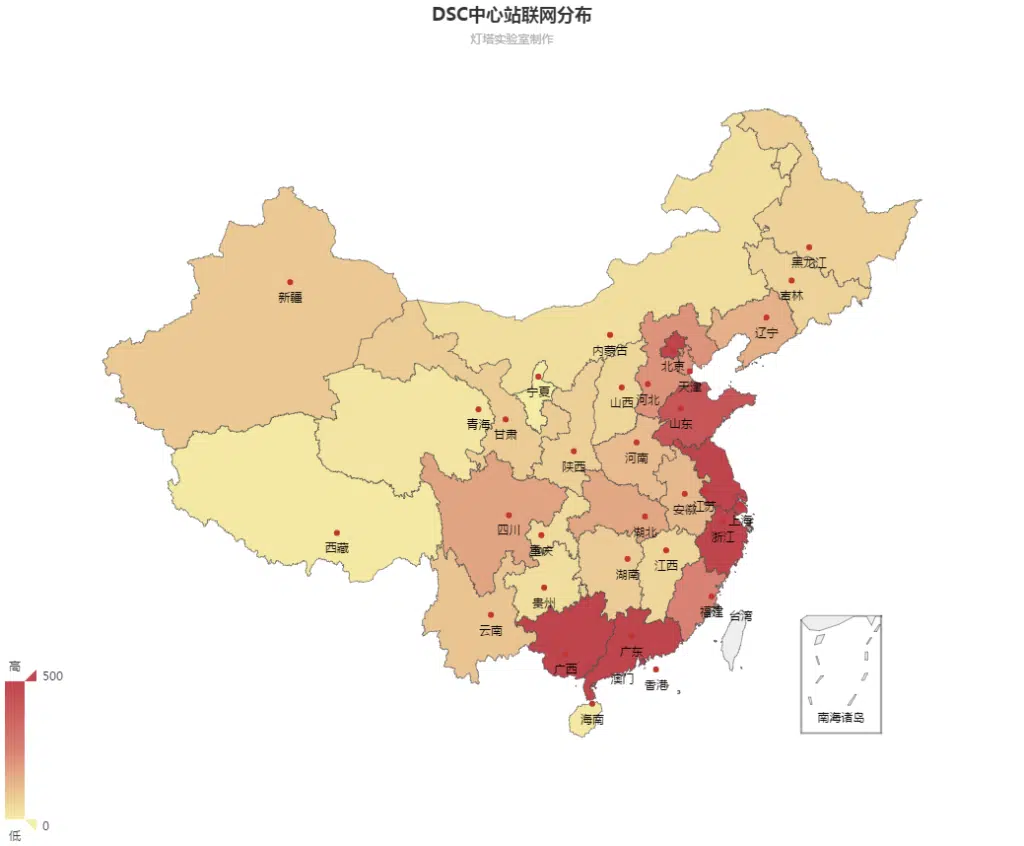 DSC中心站联网分布
灯塔实验室制作
黑龙江
新疆
吉林
辽宁
内蒙古
北京
天津
宁夏
山西
河北
青海
山东
甘肃
河南
陕西
安徽
江苏
上海
四川
湖北
浙江
西藏
重庆
江西
湖南
贵州
福建
台湾
云南
广东
高
广西
500
澳门
香港
南海诸岛
海南
0
低